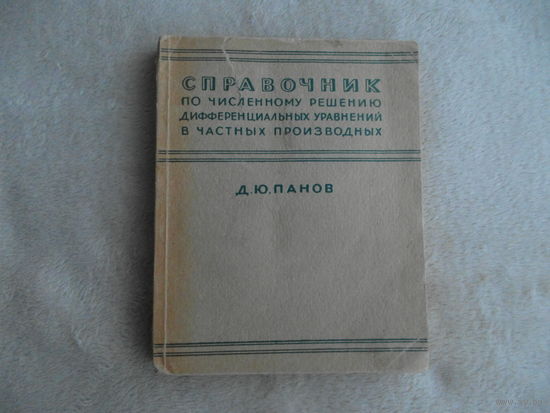 СПРАВОЧНИК
ПО ЧИСЛЕННОМУ РЕШЕНИЮ
ДИФФЕРЕНЦИАЛЬНЫХ УРАВНЕНИЙ
В ЧАСТНЫХ ПРОИЗВОДНЫХ
Д.Ю.ПАНОВ